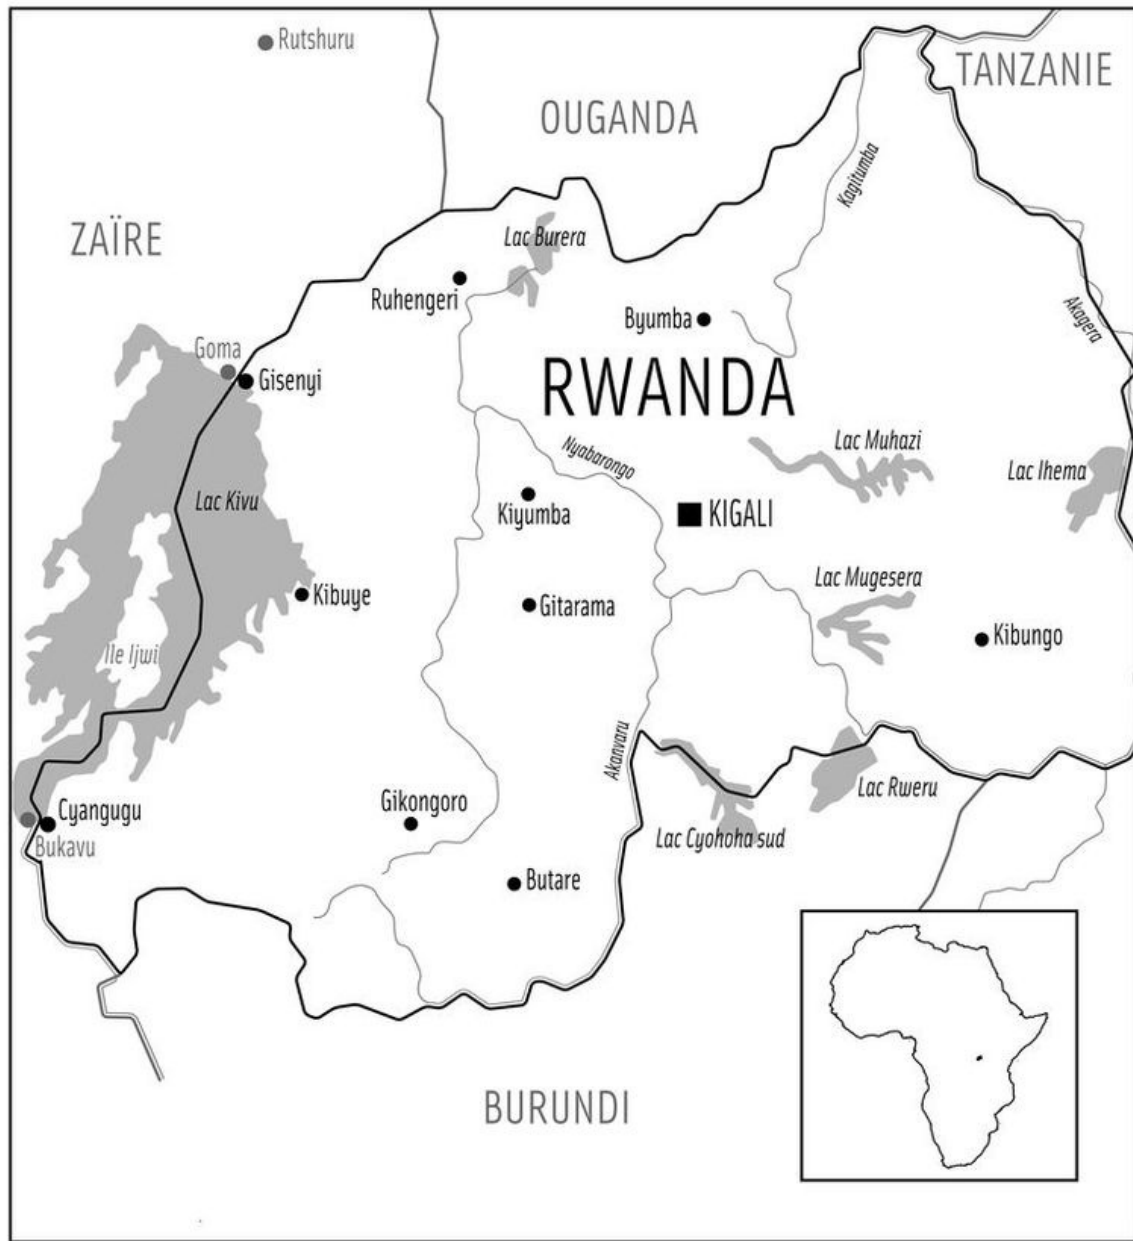 Rutshuru
TANZANIE
OUGANDA
Kagitumba
ZAÏRE
Lac Burera
Ruhengeri
Byumba
Akagera
Goma
Gisenyi
RWANDA
Nyabarongo
Lac Muhazi
Lac Ihema
Lac Kivu
Kiyumba
KIGALI
Kibuye
Gitarama
Lac Mugesera
Kibungo
Ile Ijwi
Akanyaru
Lac Rweru
Cyangugu
Gikongoro
Lac Cyohoha sud
Bukavu
Butare
BURUNDI